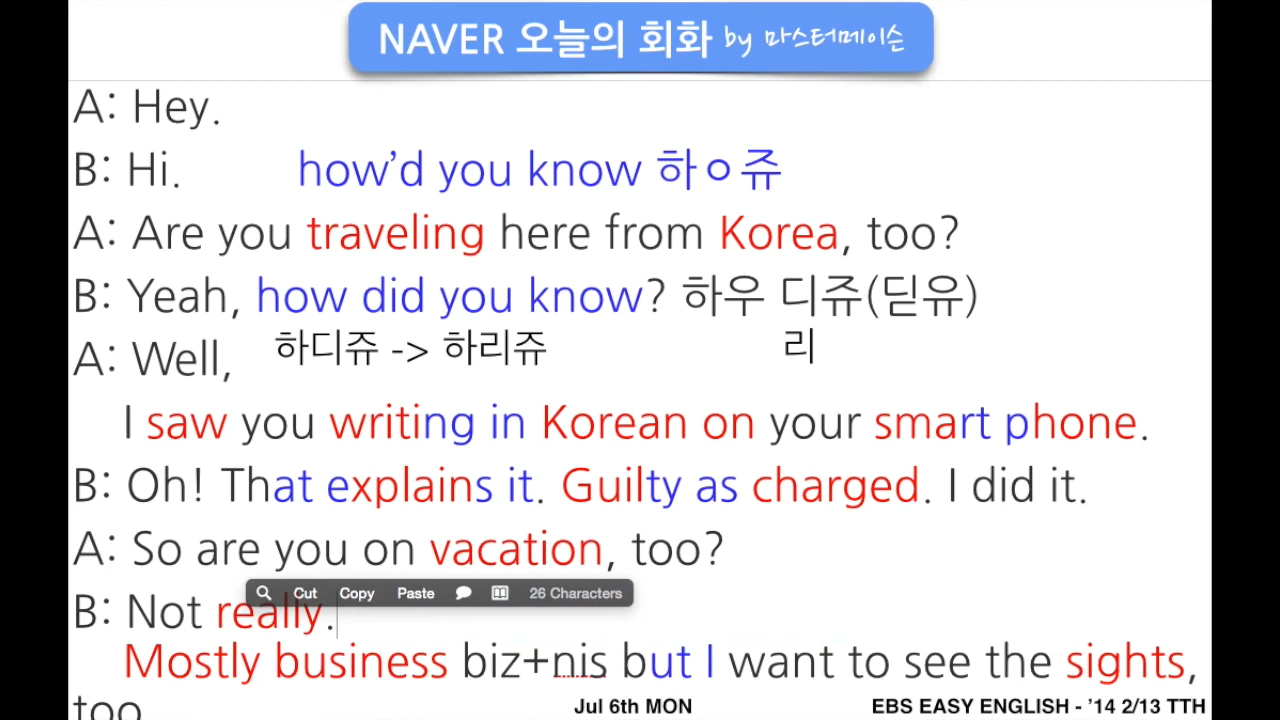 NAVER 오늘의 회화 by 마스터메이슨
A: Hey.
B: Hi. how’d you know 하ㅇ쥬
A: Are you traveling here from Korea, too?
B: Yeah, how did you know? 하우 디쥬(딛유)
하디쥬 -> 하리쥬 리
A: Well,
I saw you writing in Korean on your smart phone.
B: Oh! That explains it. Guilty as charged. I did it.
A: So are you on vacation, too?
Cut Copy Paste 26 Characters
B: Not really.
Mostly business biz+nis but I want to see the sights,
too
Jul 6th MON EBS EASY ENGLISH - ’14 2/13 TTH